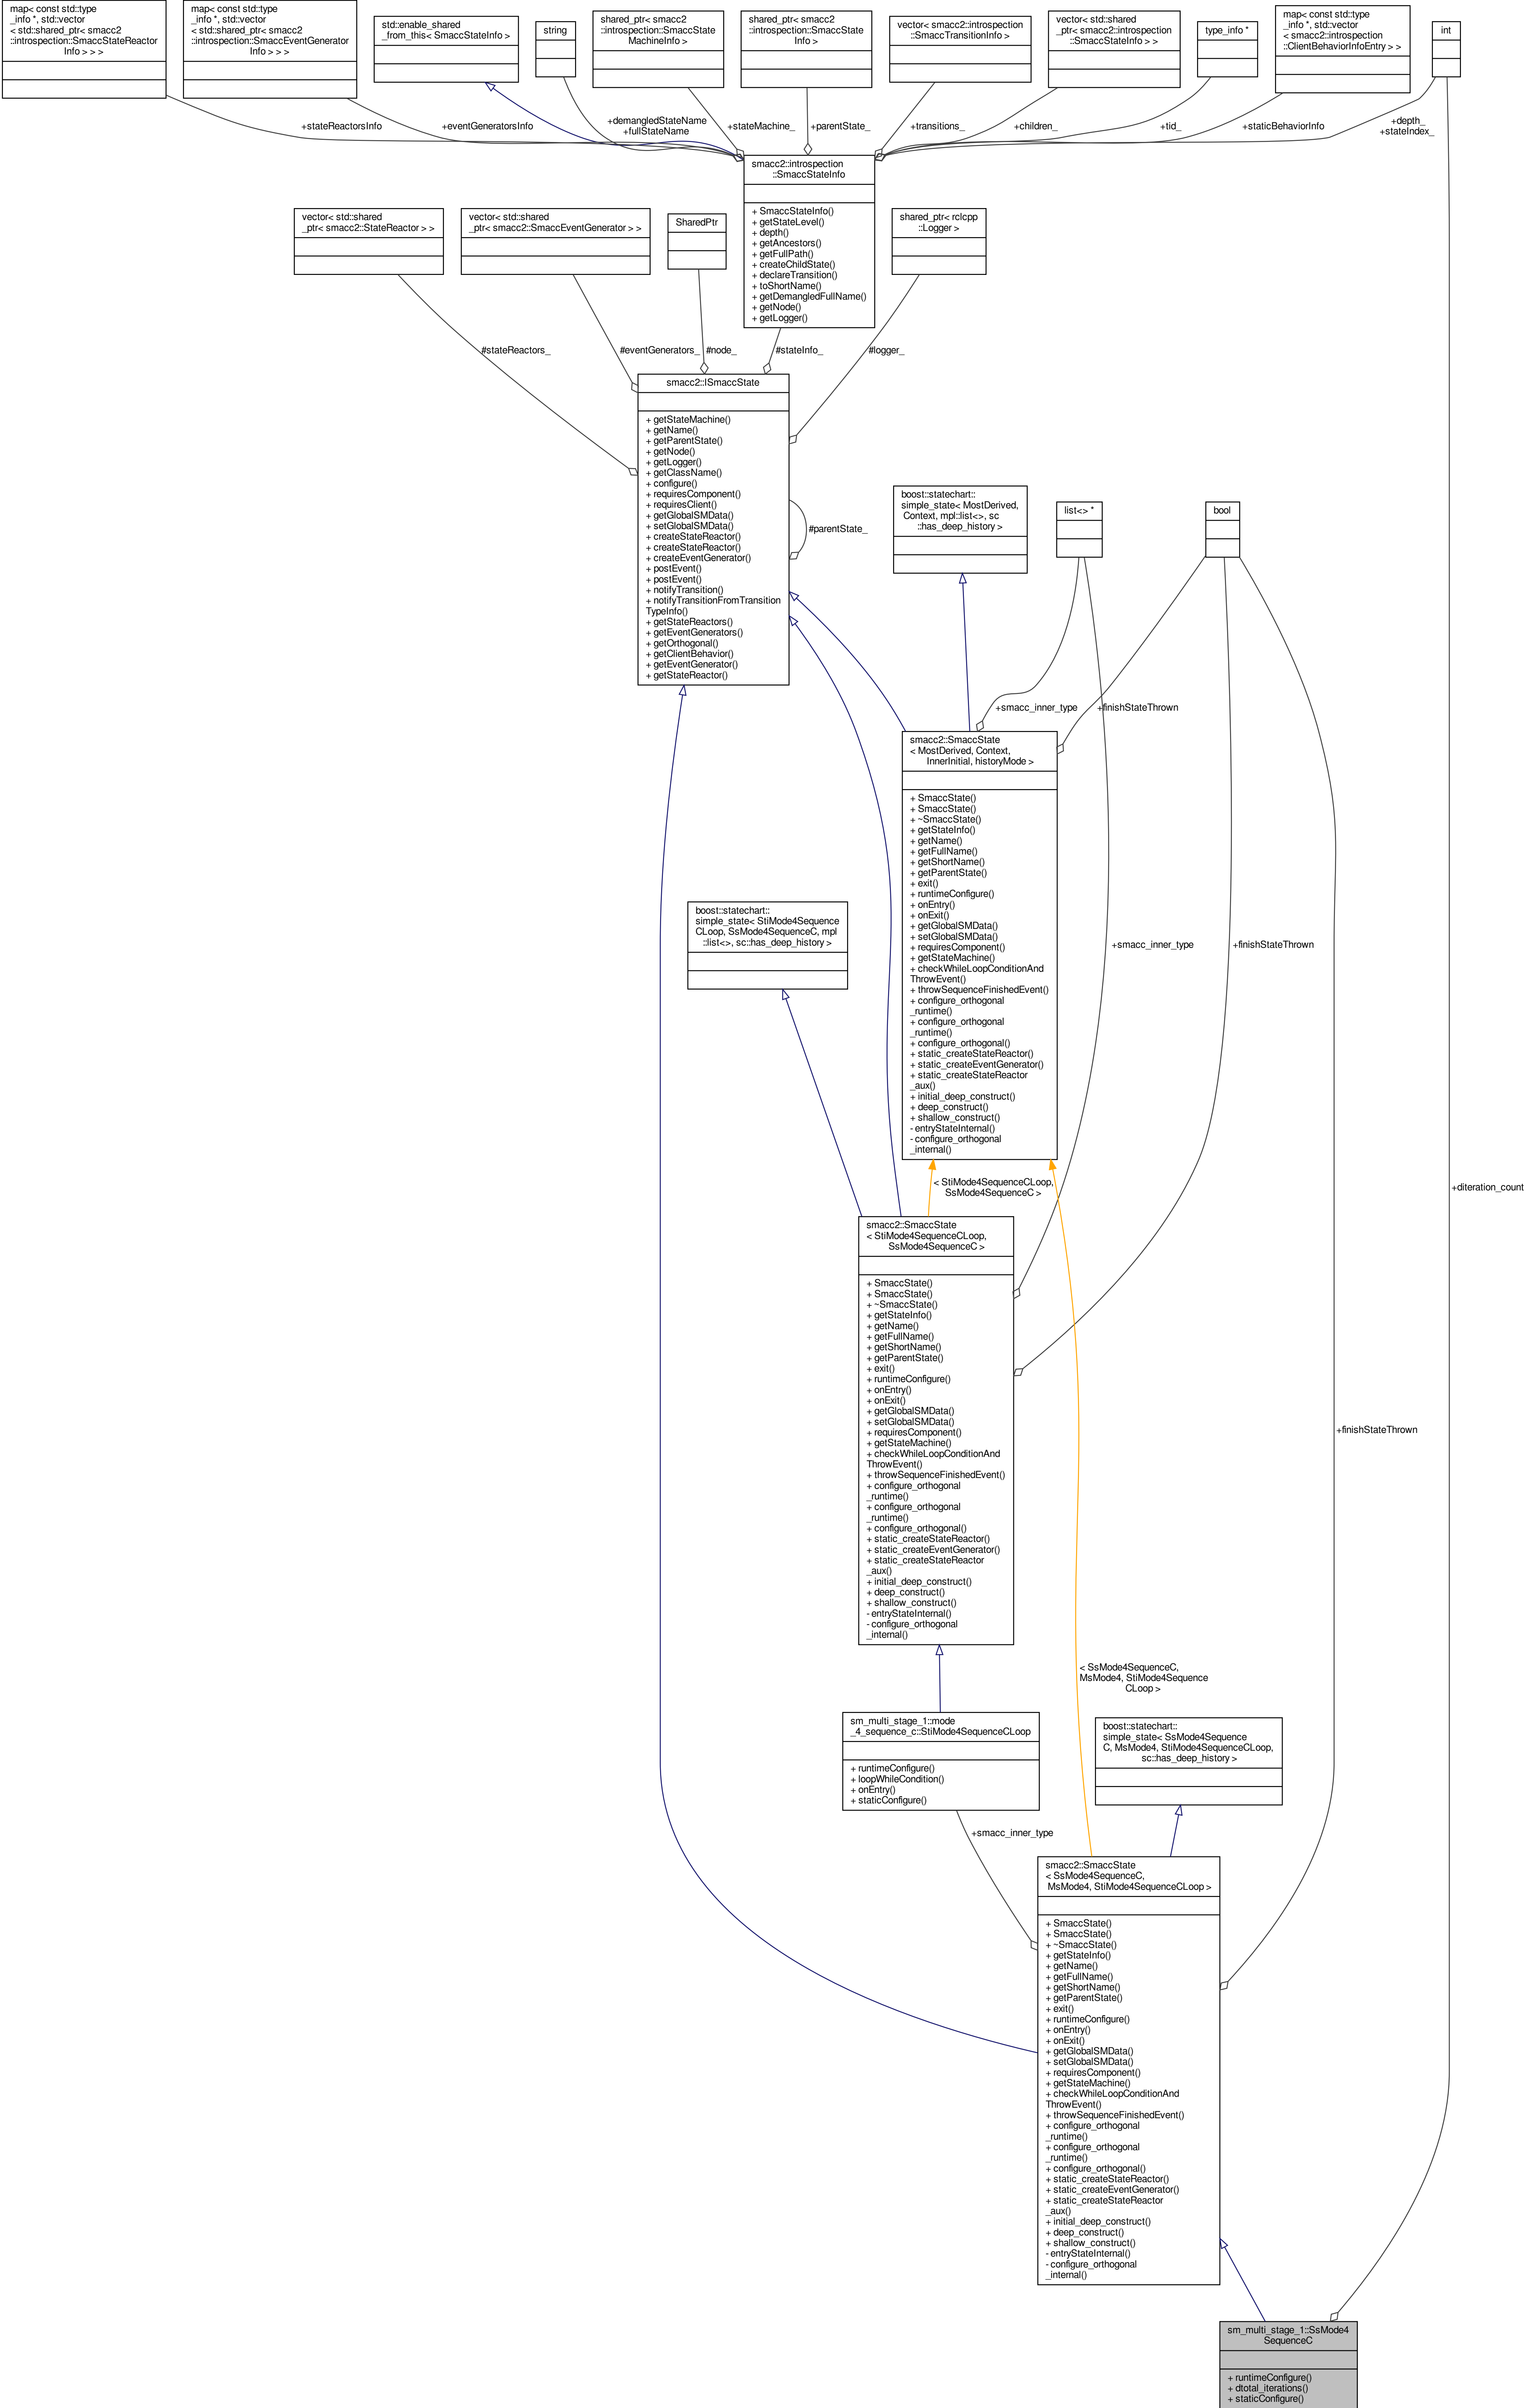 map< const std::type
_info *, std::vector
< std::shared_ptr< smacc2
::introspection::SmaccStateReactor
Info > > >
map< const std::type
_info *, std::vector
< std::shared_ptr< smacc2
::introspection::SmaccEventGenerator
Info > > >
std::enable_shared
_from_this< SmaccStateInfo >
string
shared_ptr< smacc2
::introspection::SmaccState
MachineInfo >
shared_ptr< smacc2
::introspection::SmaccState
Info >
vector< smacc2::introspection
::SmaccTransitionInfo >
vector< std::shared
_ptr< smacc2::introspection
::SmaccStateInfo > >
type_info *
map< const std::type
_info *, std::vector
< smacc2::introspection
::ClientBehaviorInfoEntry > >
int
+stateReactorsInfo
+eventGeneratorsInfo
+demangledStateName
+fullStateName
+stateMachine_
+parentState_
+transitions_
+children_
+tid_
+staticBehaviorInfo
+depth_
+stateIndex_
smacc2::introspection
::SmaccStateInfo
+ SmaccStateInfo()
+ getStateLevel()
+ depth()
+ getAncestors()
+ getFullPath()
+ createChildState()
+ declareTransition()
+ toShortName()
+ getDemangledFullName()
+ getNode()
+ getLogger()
vector< std::shared
_ptr< smacc2::StateReactor > >
vector< std::shared
_ptr< smacc2::SmaccEventGenerator > >
SharedPtr
shared_ptr< rclcpp
::Logger >
#stateReactors_
#eventGenerators_
#node_
#stateInfo_
#logger_
smacc2::ISmaccState
+ getStateMachine()
+ getName()
+ getParentState()
+ getNode()
+ getLogger()
+ getClassName()
+ configure()
+ requiresComponent()
+ requiresClient()
+ getGlobalSMData()
+ setGlobalSMData()
+ createStateReactor()
+ createStateReactor()
+ createEventGenerator()
+ postEvent()
+ postEvent()
+ notifyTransition()
+ notifyTransitionFromTransition
TypeInfo()
+ getStateReactors()
+ getEventGenerators()
+ getOrthogonal()
+ getClientBehavior()
+ getEventGenerator()
+ getStateReactor()
#parentState_
boost::statechart::
simple_state< MostDerived,
Context, mpl::list<>, sc
::has_deep_history >
list<> *
bool
+smacc_inner_type
+finishStateThrown
smacc2::SmaccState
< MostDerived, Context,
InnerInitial, historyMode >
+ SmaccState()
+ SmaccState()
+ ~SmaccState()
+ getStateInfo()
+ getName()
+ getFullName()
+ getShortName()
+ getParentState()
+ exit()
+ runtimeConfigure()
+ onEntry()
+ onExit()
+ getGlobalSMData()
+ setGlobalSMData()
+ requiresComponent()
+ getStateMachine()
+ checkWhileLoopConditionAnd
ThrowEvent()
+ throwSequenceFinishedEvent()
+ configure_orthogonal
_runtime()
+ configure_orthogonal
_runtime()
+ configure_orthogonal()
+ static_createStateReactor()
+ static_createEventGenerator()
+ static_createStateReactor
_aux()
+ initial_deep_construct()
+ deep_construct()
+ shallow_construct()
- entryStateInternal()
- configure_orthogonal
_internal()
boost::statechart::
simple_state< StiMode4Sequence
CLoop, SsMode4SequenceC, mpl
::list<>, sc::has_deep_history >
+smacc_inner_type
+finishStateThrown
< StiMode4SequenceCLoop,
SsMode4SequenceC >
+diteration_count
smacc2::SmaccState
< StiMode4SequenceCLoop,
SsMode4SequenceC >
+ SmaccState()
+ SmaccState()
+ ~SmaccState()
+ getStateInfo()
+ getName()
+ getFullName()
+ getShortName()
+ getParentState()
+ exit()
+ runtimeConfigure()
+ onEntry()
+ onExit()
+ getGlobalSMData()
+ setGlobalSMData()
+ requiresComponent()
+ getStateMachine()
+ checkWhileLoopConditionAnd
ThrowEvent()
+ throwSequenceFinishedEvent()
+ configure_orthogonal
_runtime()
+ configure_orthogonal
_runtime()
+ configure_orthogonal()
+ static_createStateReactor()
+ static_createEventGenerator()
+ static_createStateReactor
_aux()
+ initial_deep_construct()
+ deep_construct()
+ shallow_construct()
- entryStateInternal()
- configure_orthogonal
_internal()
+finishStateThrown
< SsMode4SequenceC,
MsMode4, StiMode4Sequence
CLoop >
sm_multi_stage_1::mode
_4_sequence_c::StiMode4SequenceCLoop
+ runtimeConfigure()
+ loopWhileCondition()
+ onEntry()
+ staticConfigure()
boost::statechart::
simple_state< SsMode4Sequence
C, MsMode4, StiMode4SequenceCLoop,
sc::has_deep_history >
+smacc_inner_type
smacc2::SmaccState
< SsMode4SequenceC,
MsMode4, StiMode4SequenceCLoop >
+ SmaccState()
+ SmaccState()
+ ~SmaccState()
+ getStateInfo()
+ getName()
+ getFullName()
+ getShortName()
+ getParentState()
+ exit()
+ runtimeConfigure()
+ onEntry()
+ onExit()
+ getGlobalSMData()
+ setGlobalSMData()
+ requiresComponent()
+ getStateMachine()
+ checkWhileLoopConditionAnd
ThrowEvent()
+ throwSequenceFinishedEvent()
+ configure_orthogonal
_runtime()
+ configure_orthogonal
_runtime()
+ configure_orthogonal()
+ static_createStateReactor()
+ static_createEventGenerator()
+ static_createStateReactor
_aux()
+ initial_deep_construct()
+ deep_construct()
+ shallow_construct()
- entryStateInternal()
- configure_orthogonal
_internal()
sm_multi_stage_1::SsMode4
SequenceC
+ runtimeConfigure()
+ dtotal_iterations()
+ staticConfigure()